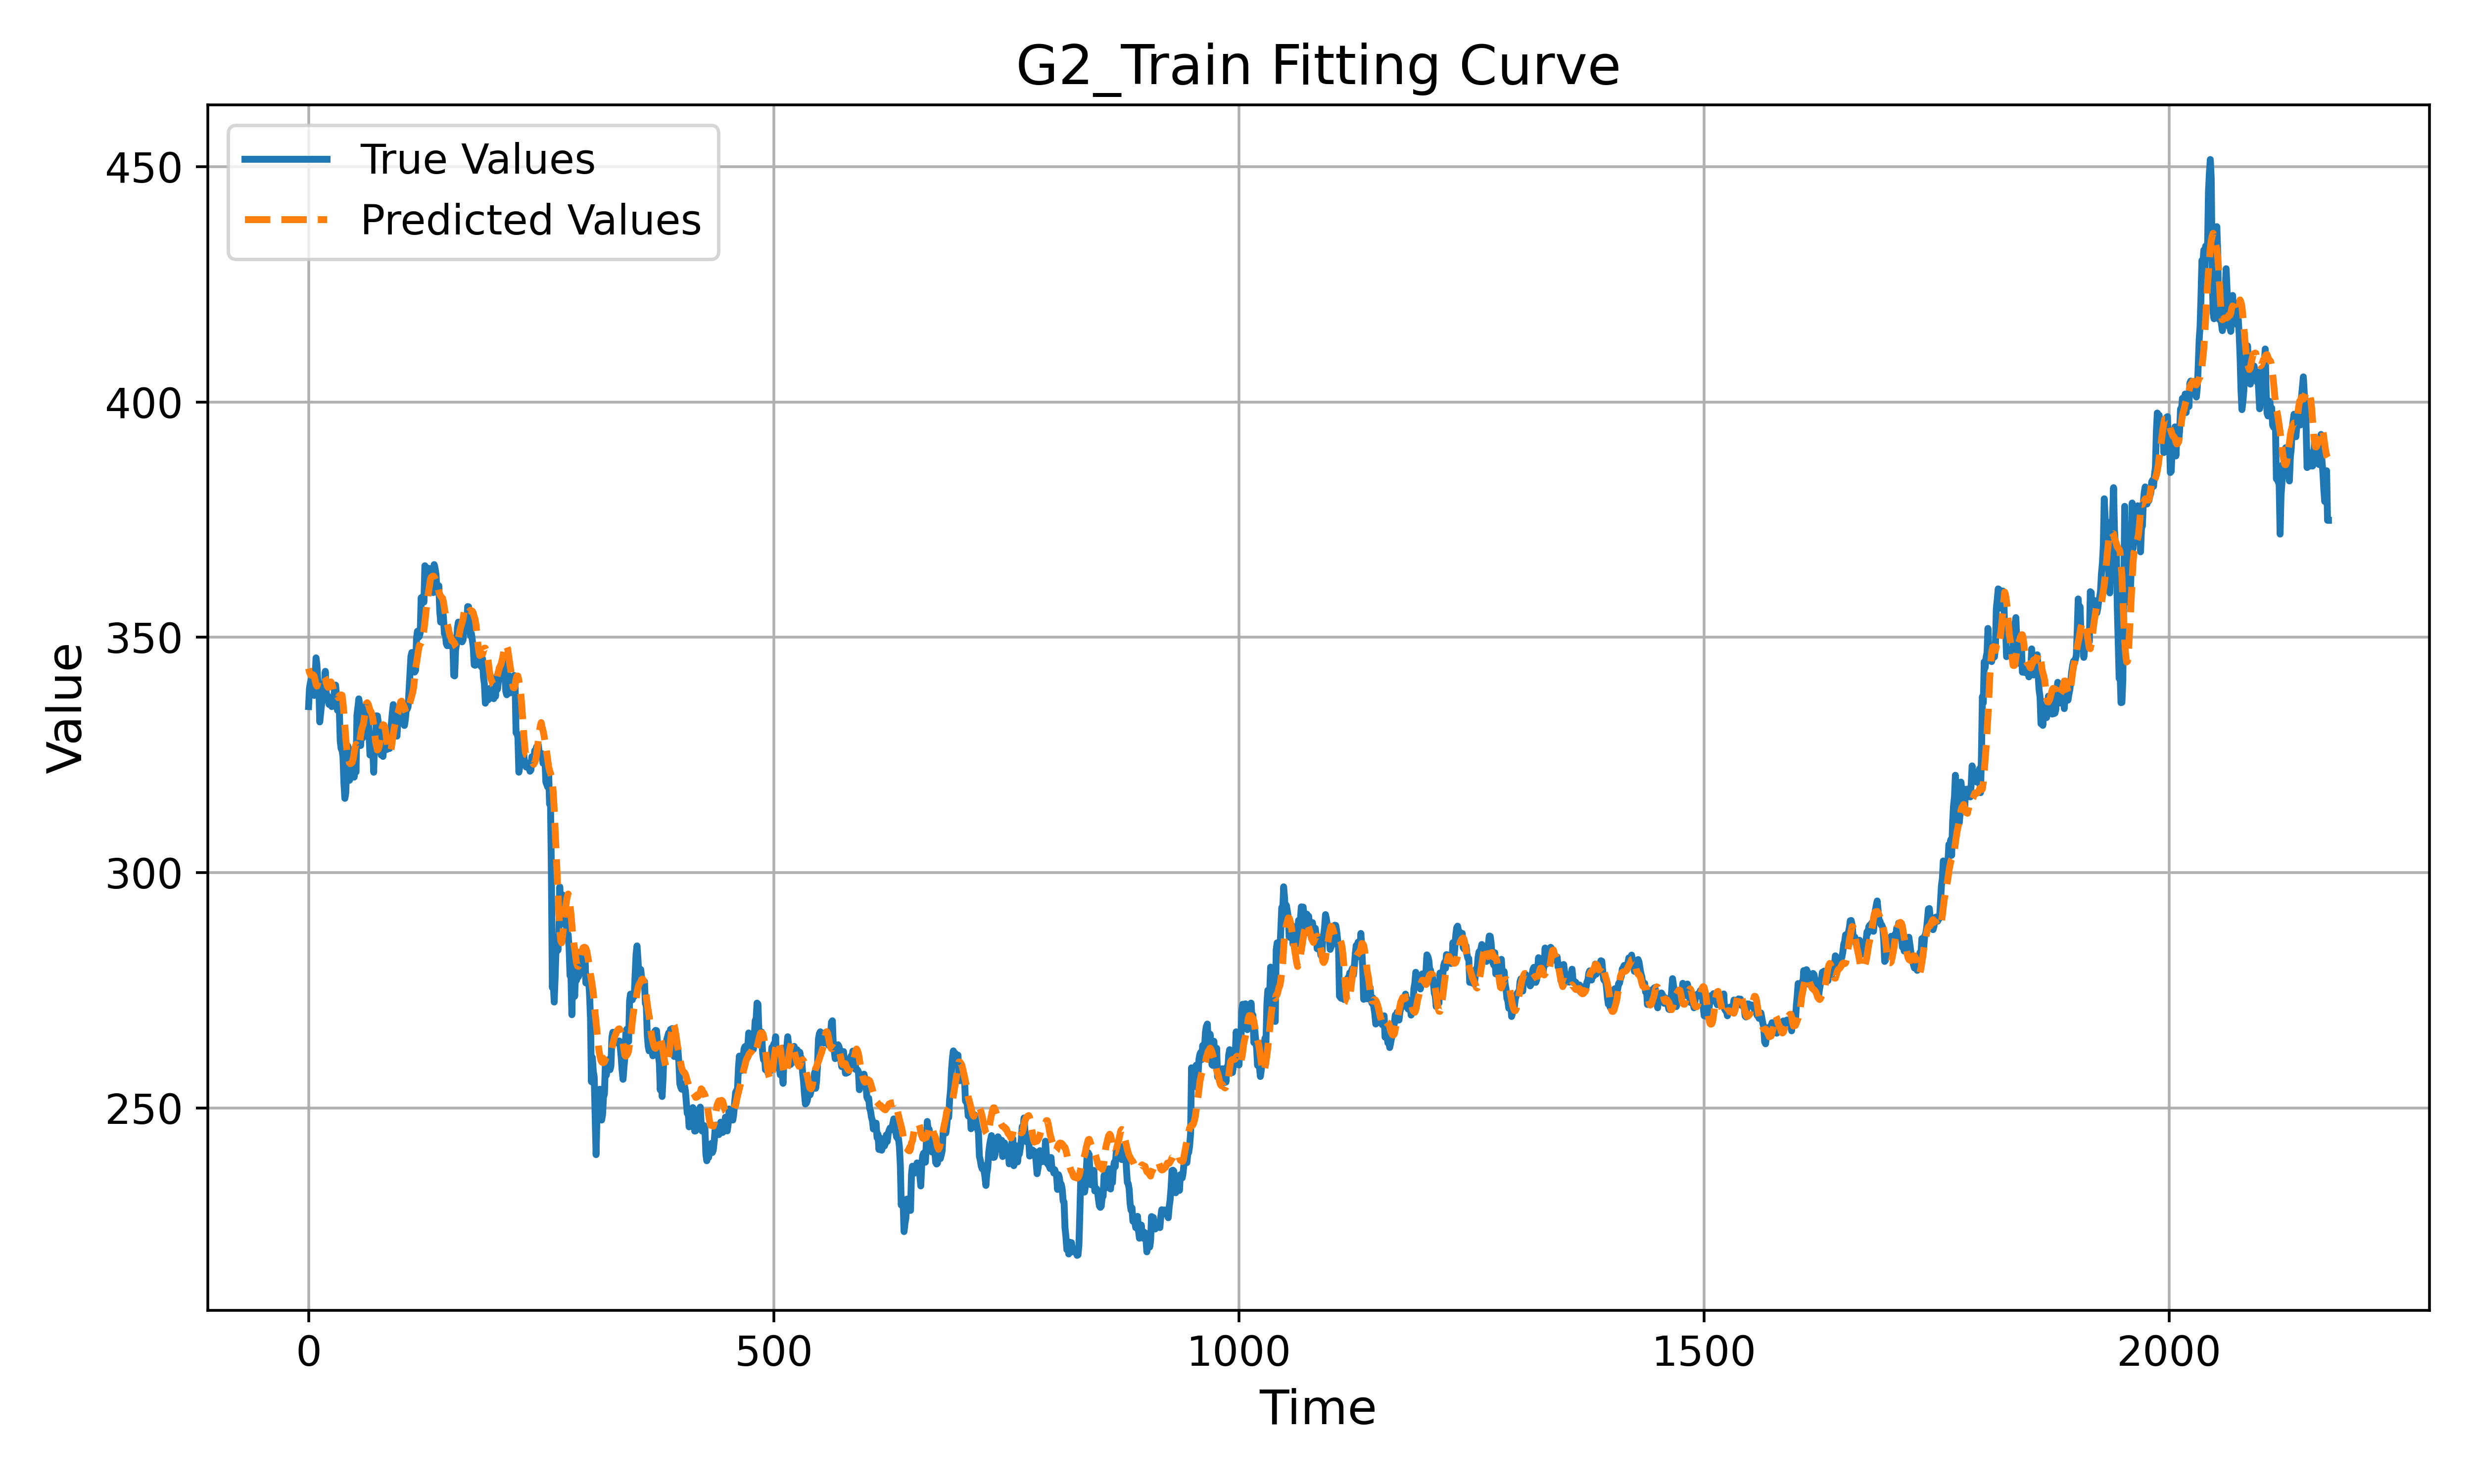 G2_Train Fitting Curve
True Values
Predicted Values
450
400
350
300
250
Value
0 500 1000 1500 2000
Time